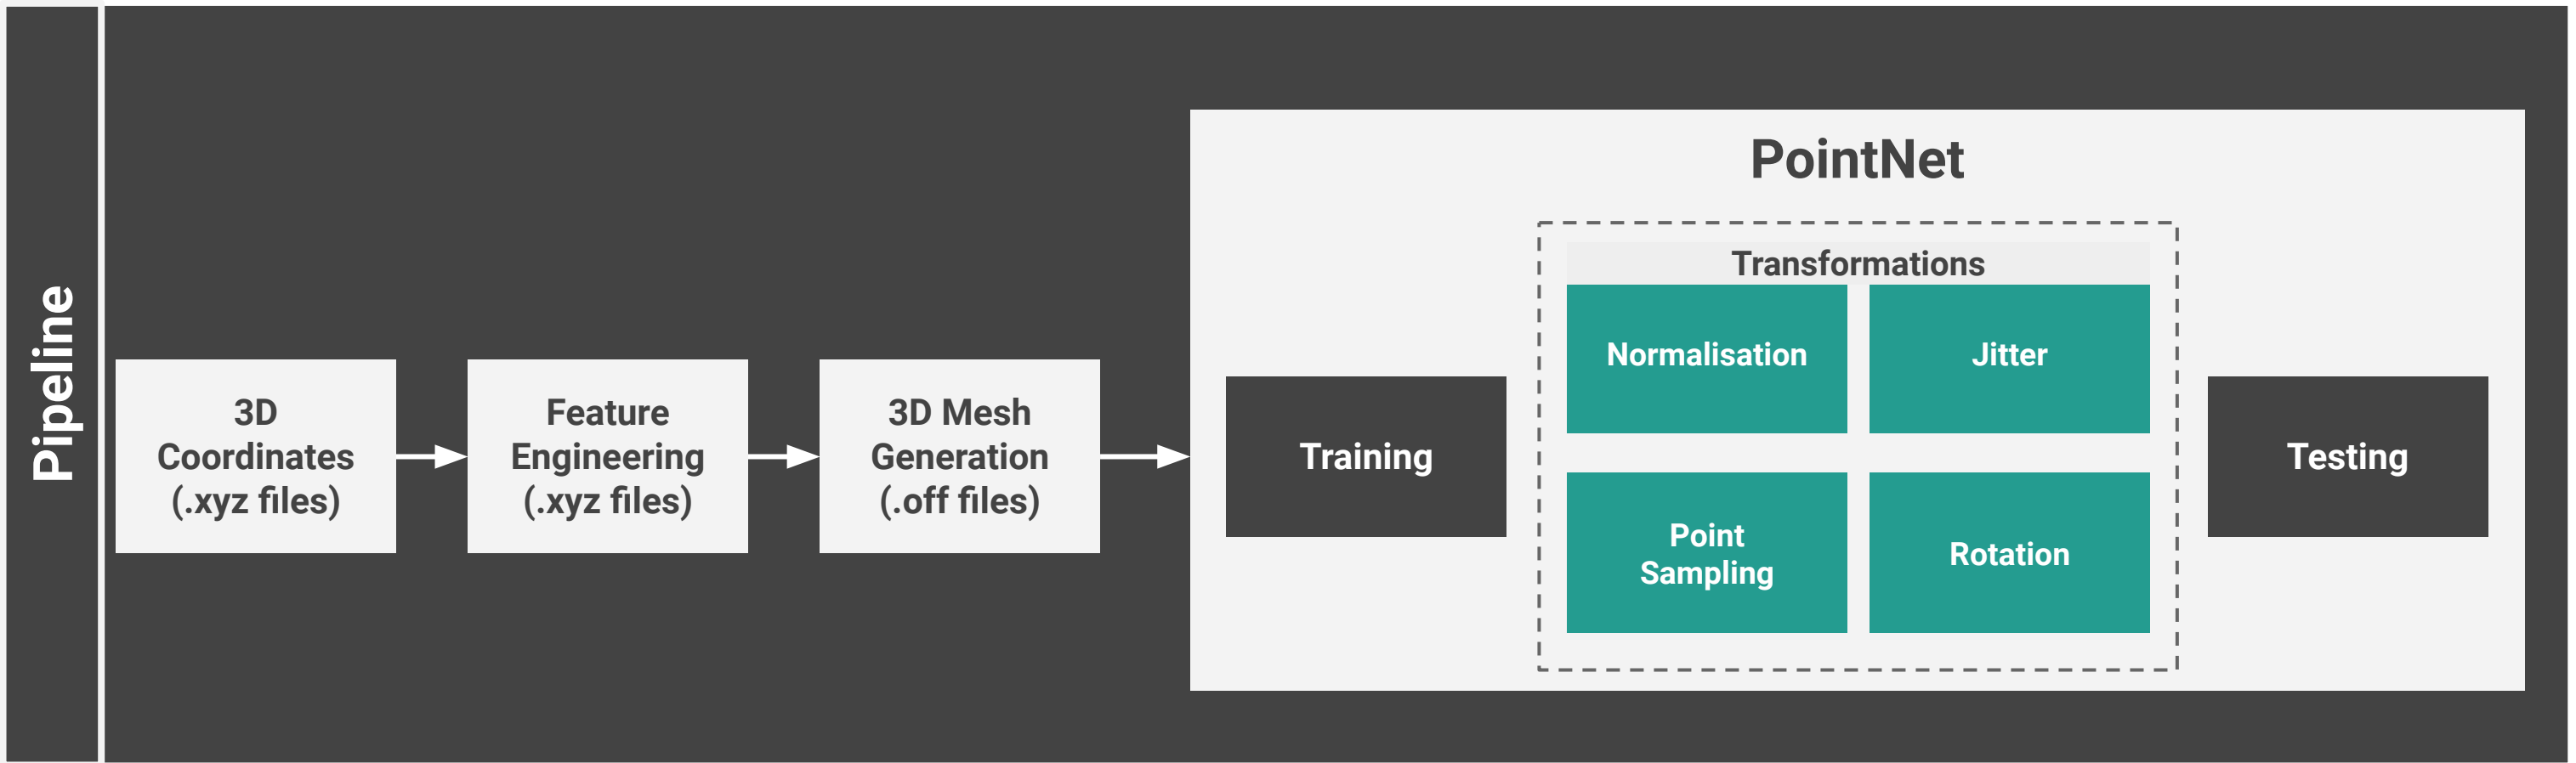 Pipeline
3D
Coordinates
(.xyz files)
Feature
Engineering
(.xyz files)
3D Mesh
Generation
(.off files)
PointNet
Training
Transformations
Normalisation
Jitter
Point
Sampling
Rotation
Testing